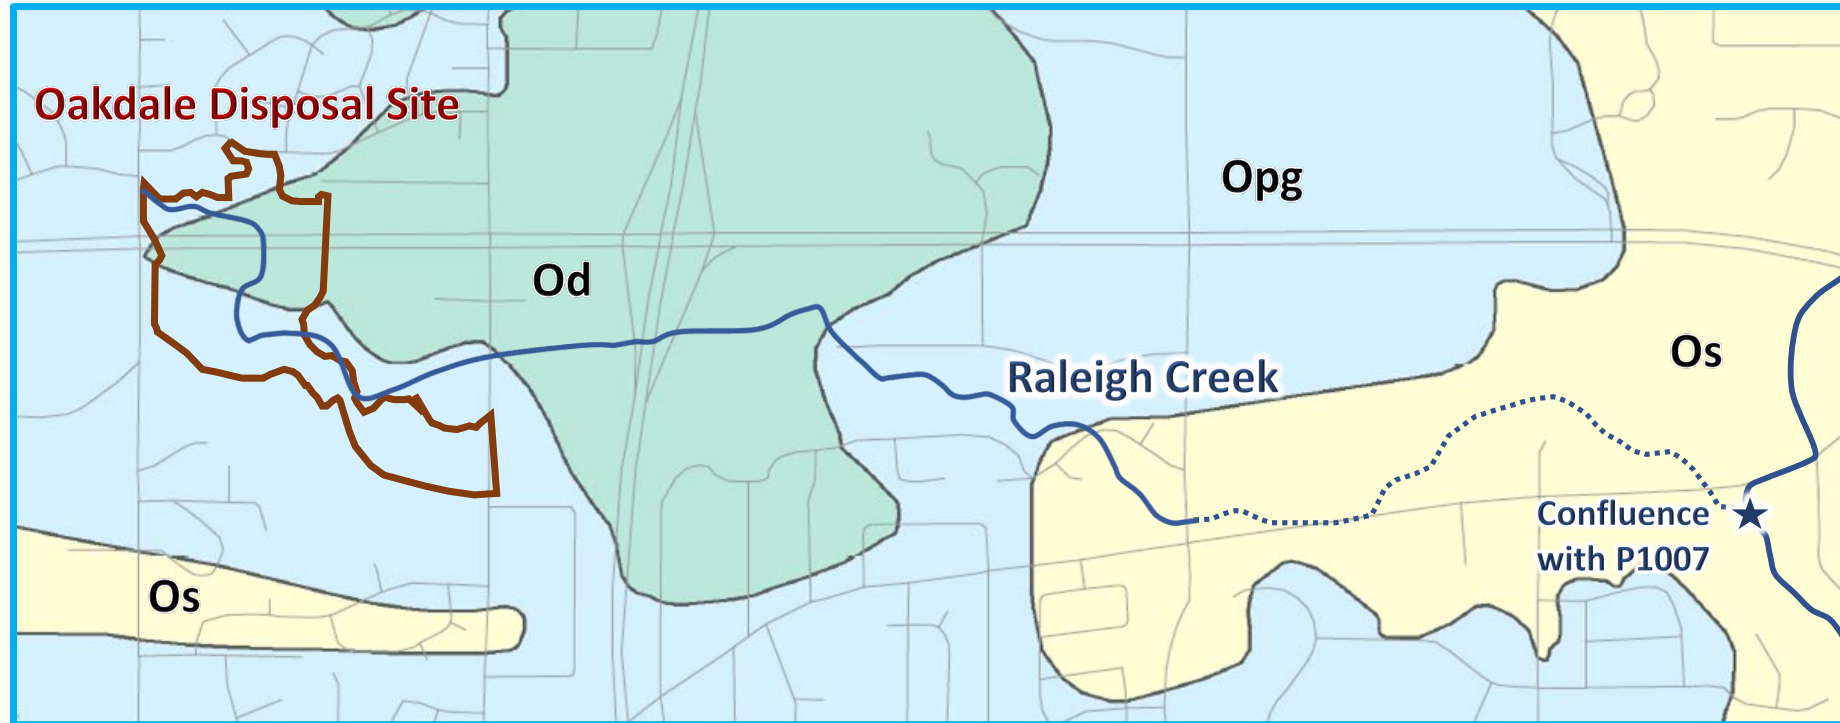 Oakdale Disposal Site
Opg
Od
Os
Raleigh Creek
Confluence
with P1007
Os